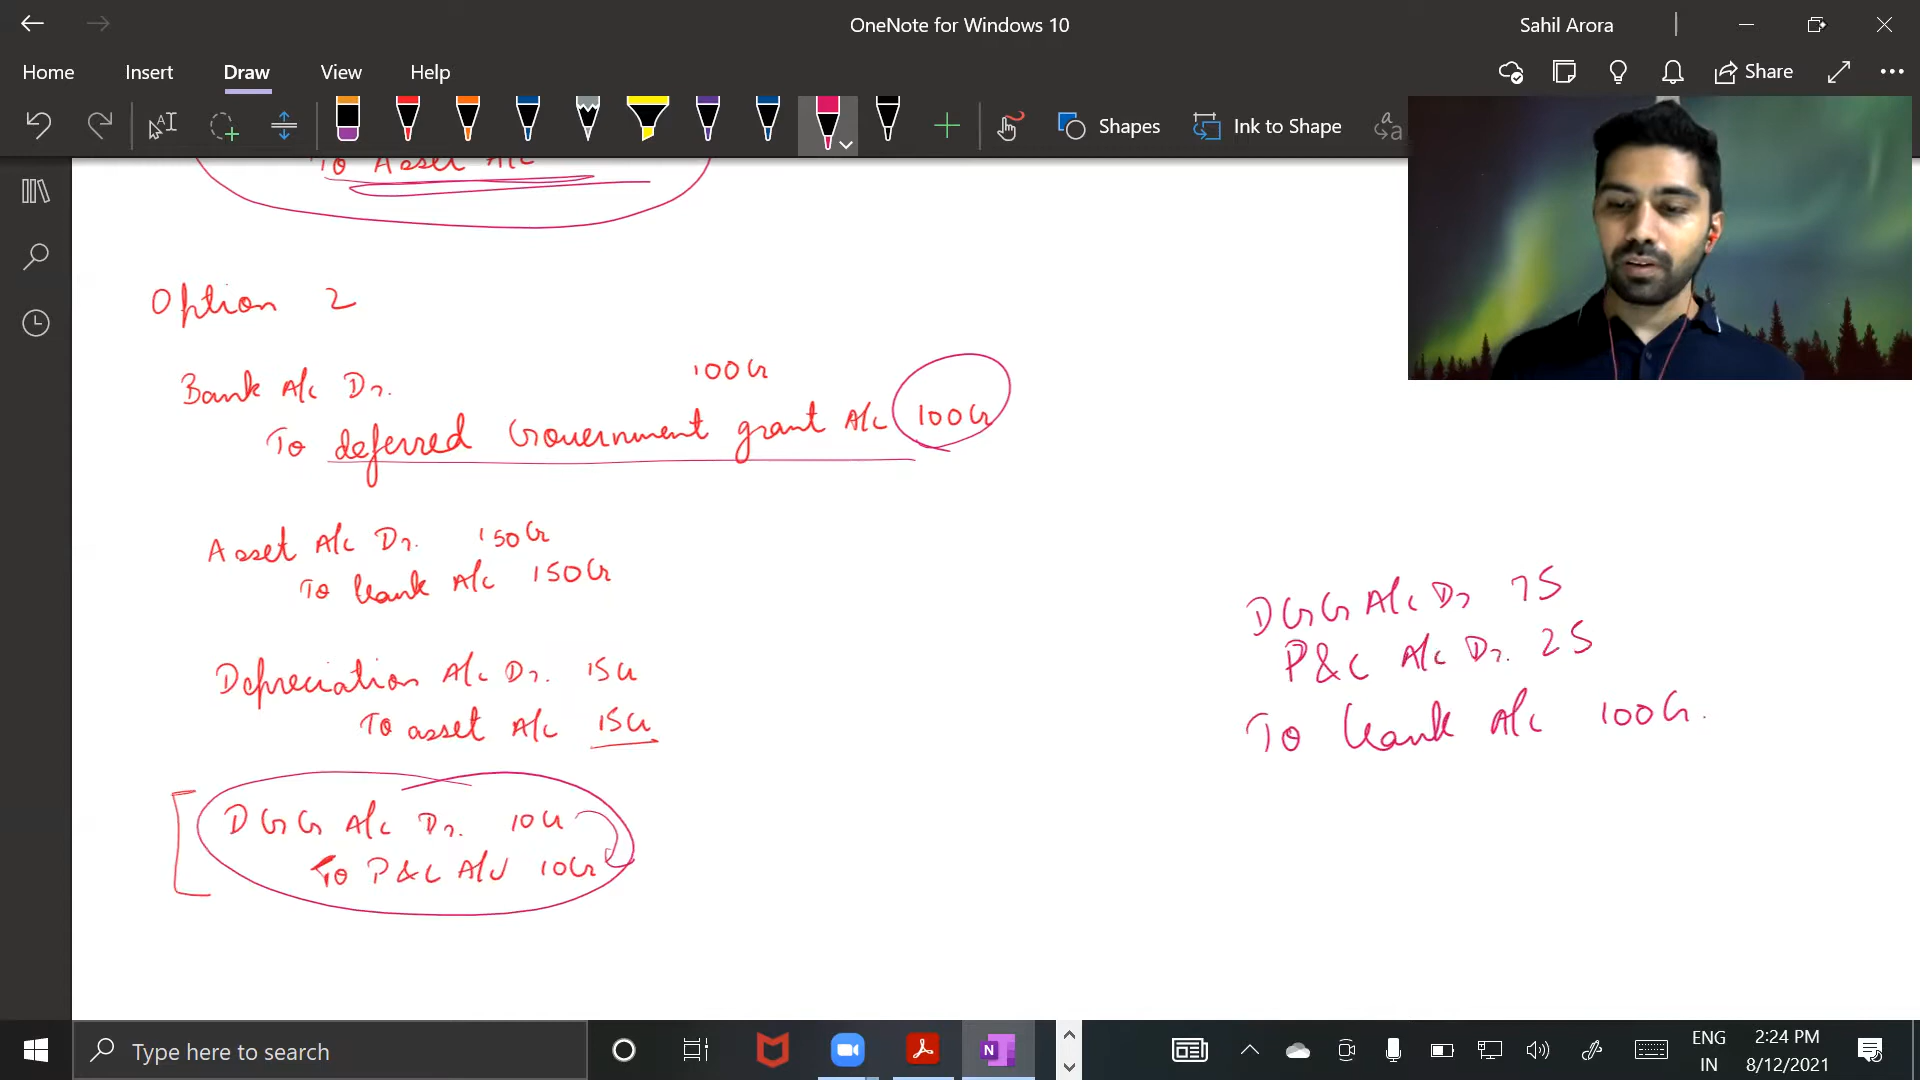 OneNote for Windows 10
Sahil Arora
Home Insert Draw View Help
Share
Shapes
Ink to Shape
To Asset A/c
Option 2
Bank A/c Dr. 100Cr
To deferred Government grant A/c 100Cr
Asset A/c Dr. 150Cr
To bank A/c 150Cr
Depreciation A/c Dr. 15Cr
To asset A/c 15Cr
DGG A/c Dr. 10Cr
To P&L A/c 10Cr
DGG A/c Dr 75
P&L A/c Dr. 25
To bank A/c 100Cr.
Type here to search
ENG
IN
2:24 PM
8/12/2021